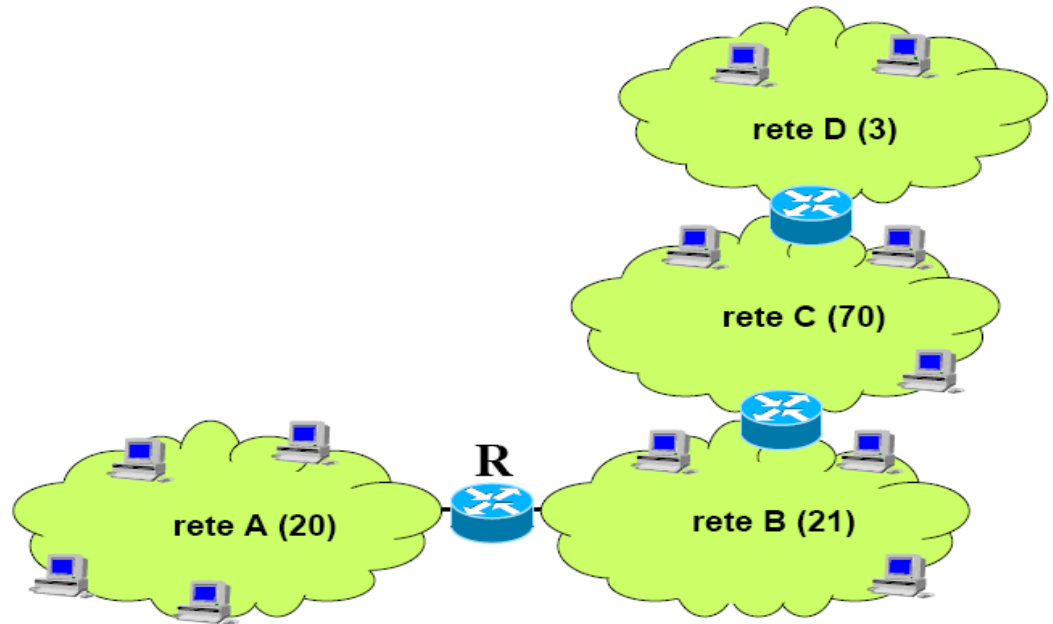 rete D (3)
rete C (70)
R
rete A (20)
rete B (21)